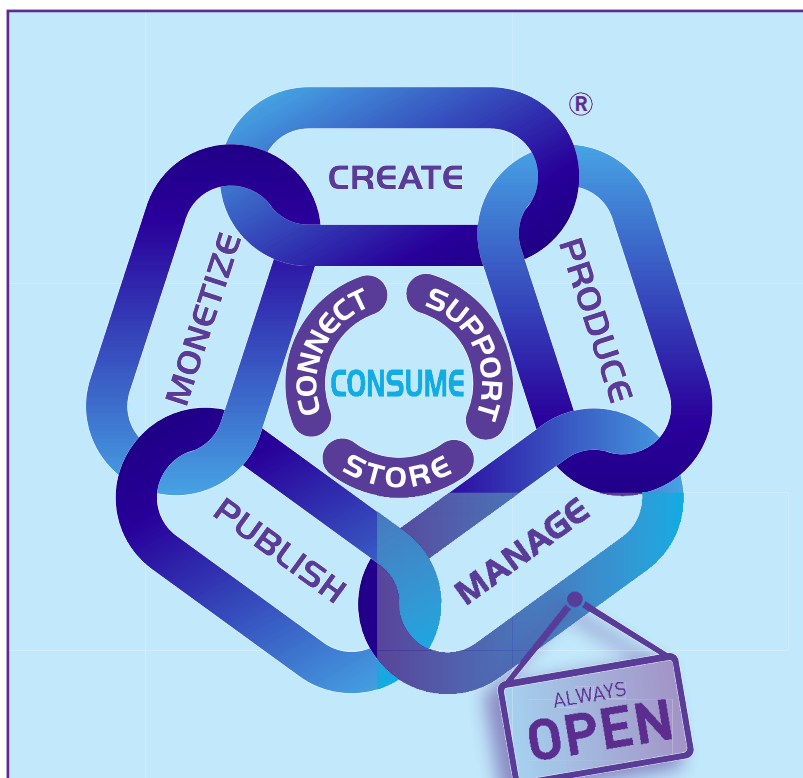 ®
CREATE
PRODUCE
MONETIZE
CONNECT
SUPPORT
CONSUME
STORE
PUBLISH
MANAGE
ALWAYS
OPEN